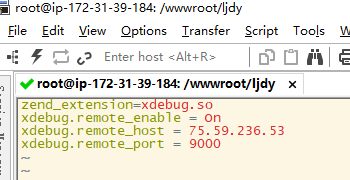 root@ip-172-31-39-184: /wwwroot/ljdy
File Edit View Options Transfer Script Tools W
Enter host <Alt+R>
root@ip-172-31-39-184: /wwwroot/ljdy ×
zend_extension=xdebug.so
xdebug.remote_enable = On
xdebug.remote_host = 75.59.236.53
xdebug.remote_port = 9000
~
~